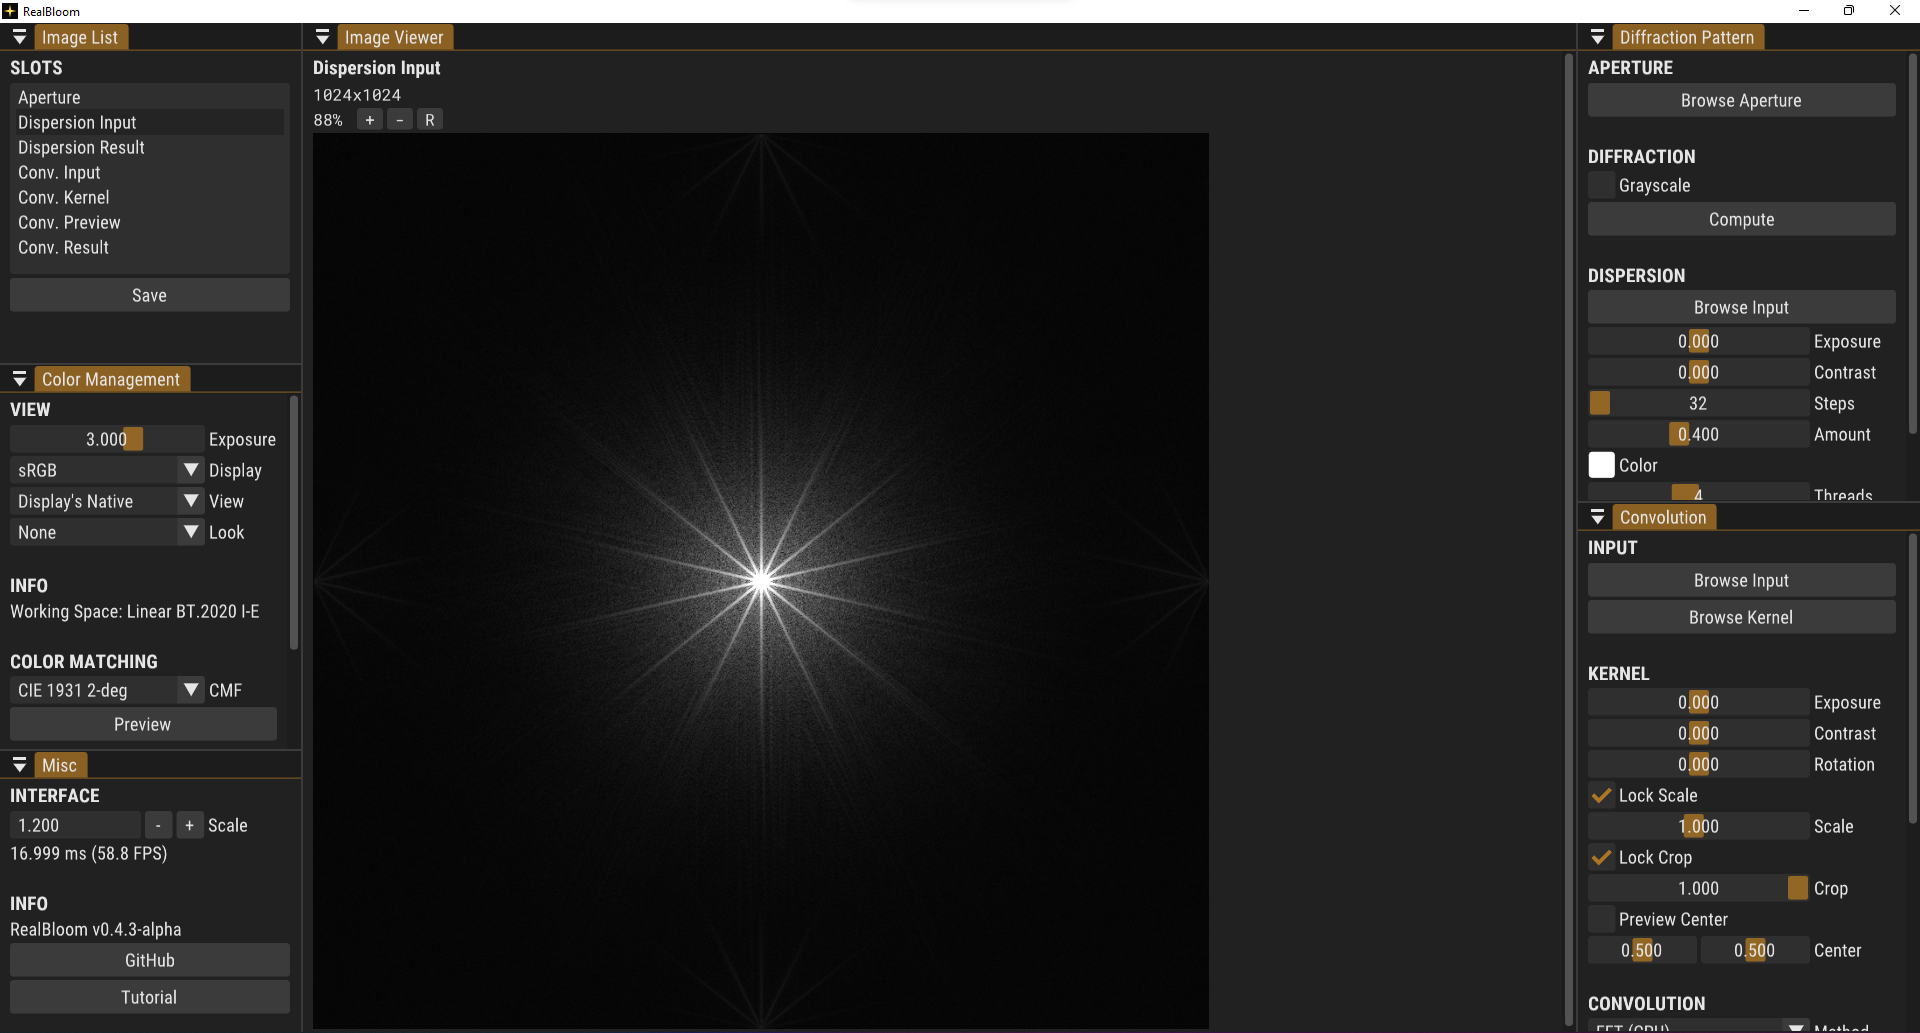 RealBloom
Image List
SLOTS
Aperture
Dispersion Input
Dispersion Result
Conv. Input
Conv. Kernel
Conv. Preview
Conv. Result
Save
Color Management
VIEW
3.000 Exposure
sRGB Display
Display's Native View
None Look
INFO
Working Space: Linear BT.2020 I-E
COLOR MATCHING
CIE 1931 2-deg CMF
Preview
Misc
INTERFACE
1.200 - + Scale
16.999 ms (58.8 FPS)
INFO
RealBloom v0.4.3-alpha
GitHub
Tutorial
Image Viewer
Dispersion Input
1024x1024
88% + - R
Diffraction Pattern
APERTURE
Browse Aperture
DIFFRACTION
Grayscale
Compute
DISPERSION
Browse Input
0.000 Exposure
0.000 Contrast
32 Steps
0.400 Amount
Color
4 Threads
Convolution
INPUT
Browse Input
Browse Kernel
KERNEL
0.000 Exposure
0.000 Contrast
0.000 Rotation
Lock Scale
1.000 Scale
Lock Crop
1.000 Crop
Preview Center
0.500 0.500 Center
CONVOLUTION
FFT (CPU) Method